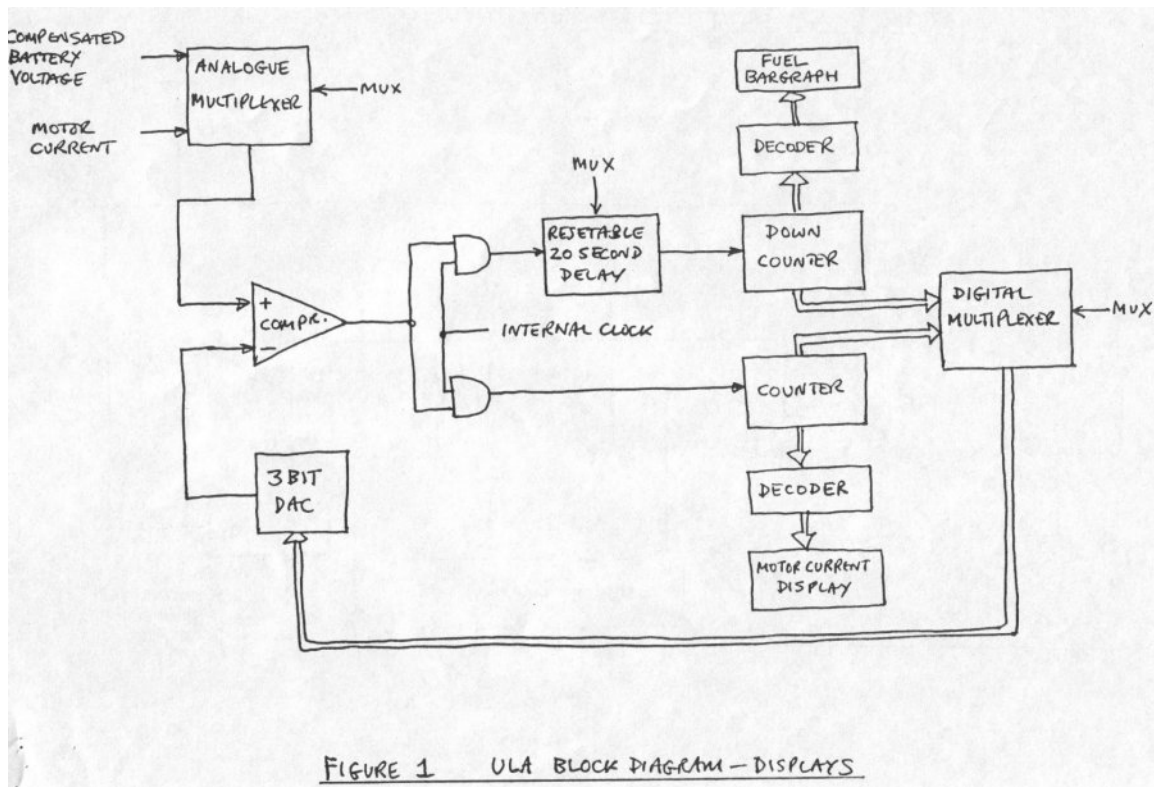 COMPENSATED
BATTERY
VOLTAGE
MOTOR
CURRENT
ANALOGUE
MULTIPLEXER
MUX
FUEL
BARGRAPH
DECODER
MUX
RESETABLE
20 SECOND
DELAY
DOWN
COUNTER
DIGITAL
MULTIPLEXER
MUX
+
COMPR.
-
INTERNAL CLOCK
COUNTER
3 BIT
DAC
DECODER
MOTOR CURRENT
DISPLAY
FIGURE 1 ULA BLOCK DIAGRAM - DISPLAYS